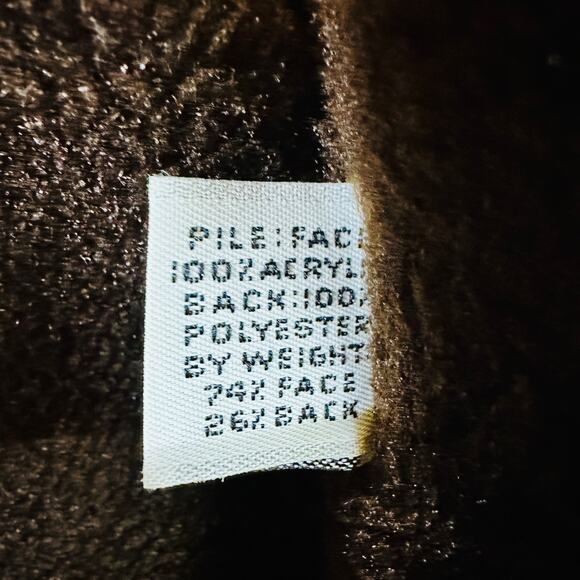 PILE: FAC
100% ACRYL
BACK: 100%
POLYESTER
BY WEIGHT
74% FACE
26% BACK